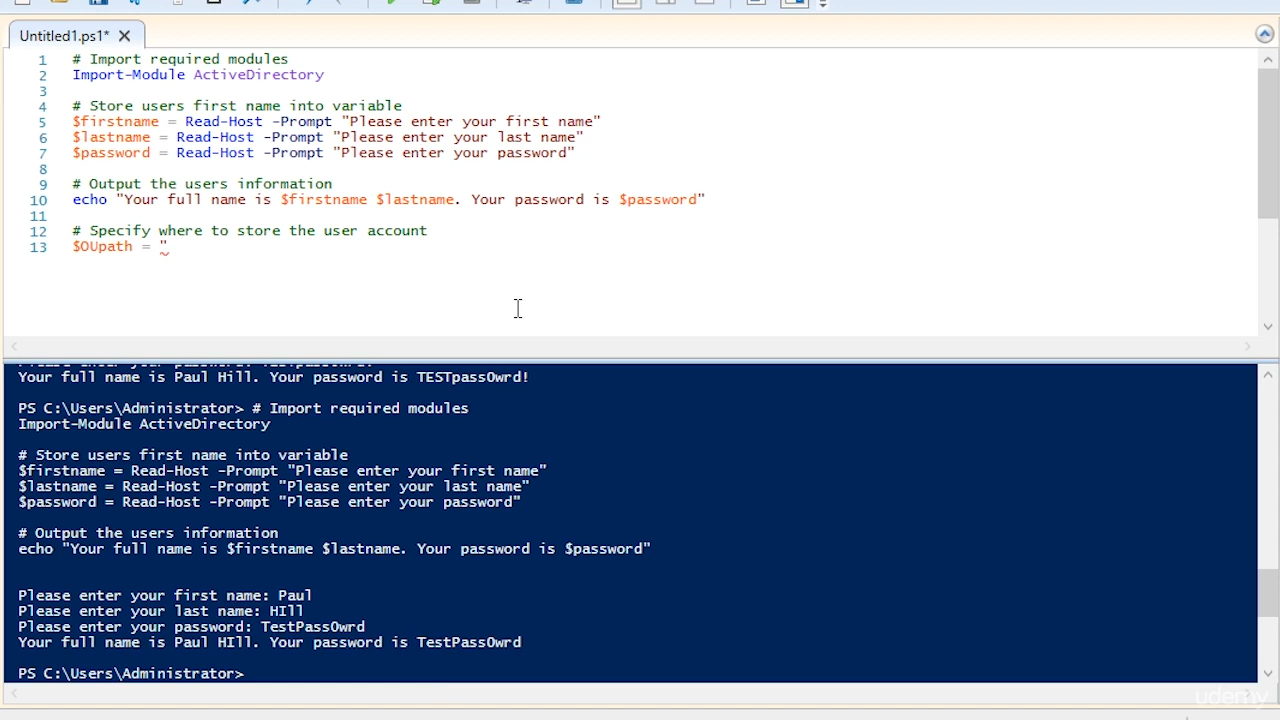 Untitled1.ps1*
1 # Import required modules
2 Import-Module ActiveDirectory
3
4 # Store users first name into variable
5 $firstname = Read-Host -Prompt "Please enter your first name"
6 $lastname = Read-Host -Prompt "Please enter your last name"
7 $password = Read-Host -Prompt "Please enter your password"
8
9 # Output the users information
10 echo "Your full name is $firstname $lastname. Your password is $password"
11
12 # Specify where to store the user account
13 $OUpath = "
Your full name is Paul Hill. Your password is TESTpass0wrd!
PS C:\Users\Administrator> # Import required modules
Import-Module ActiveDirectory
# Store users first name into variable
$firstname = Read-Host -Prompt "Please enter your first name"
$lastname = Read-Host -Prompt "Please enter your last name"
$password = Read-Host -Prompt "Please enter your password"
# Output the users information
echo "Your full name is $firstname $lastname. Your password is $password"
Please enter your first name: Paul
Please enter your last name: HIll
Please enter your password: TestPass0wrd
Your full name is Paul HIll. Your password is TestPass0wrd
PS C:\Users\Administrator>
udemy